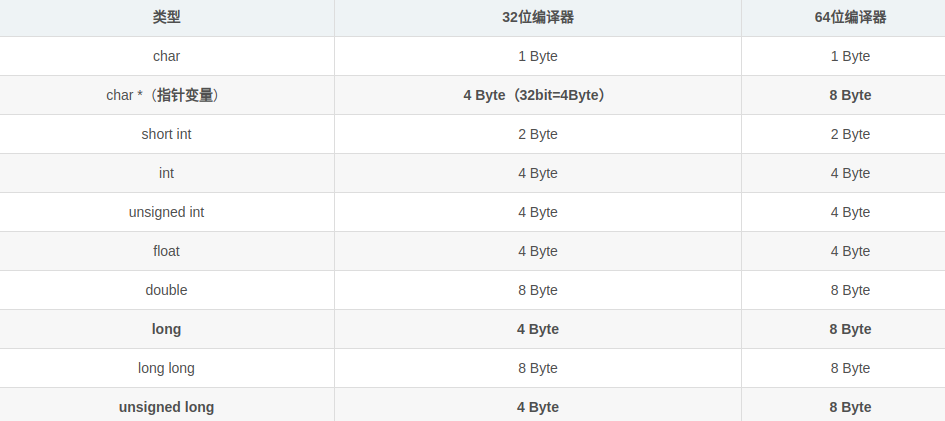 类型 32位编译器 64位编译器
char 1 Byte 1 Byte
char *（指针变量） 4 Byte（32bit=4Byte） 8 Byte
short int 2 Byte 2 Byte
int 4 Byte 4 Byte
unsigned int 4 Byte 4 Byte
float 4 Byte 4 Byte
double 8 Byte 8 Byte
long 4 Byte 8 Byte
long long 8 Byte 8 Byte
unsigned long 4 Byte 8 Byte